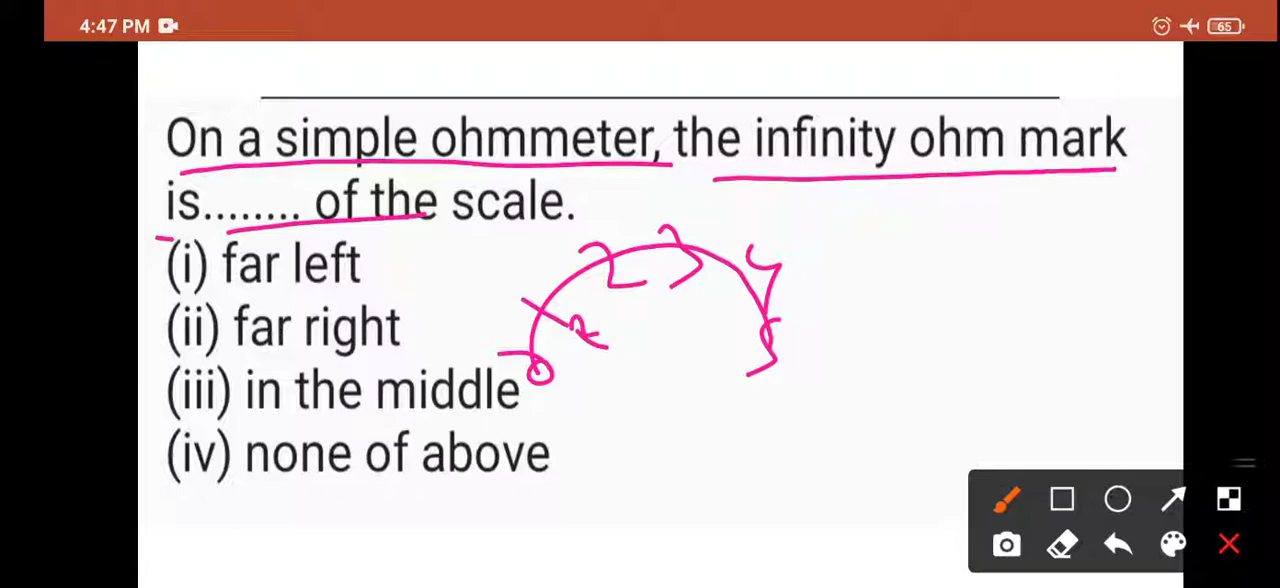 4:47 PM
65
On a simple ohmmeter, the infinity ohm mark
is........ of the scale.
(i) far left
(ii) far right
(iii) in the middle
(iv) none of above